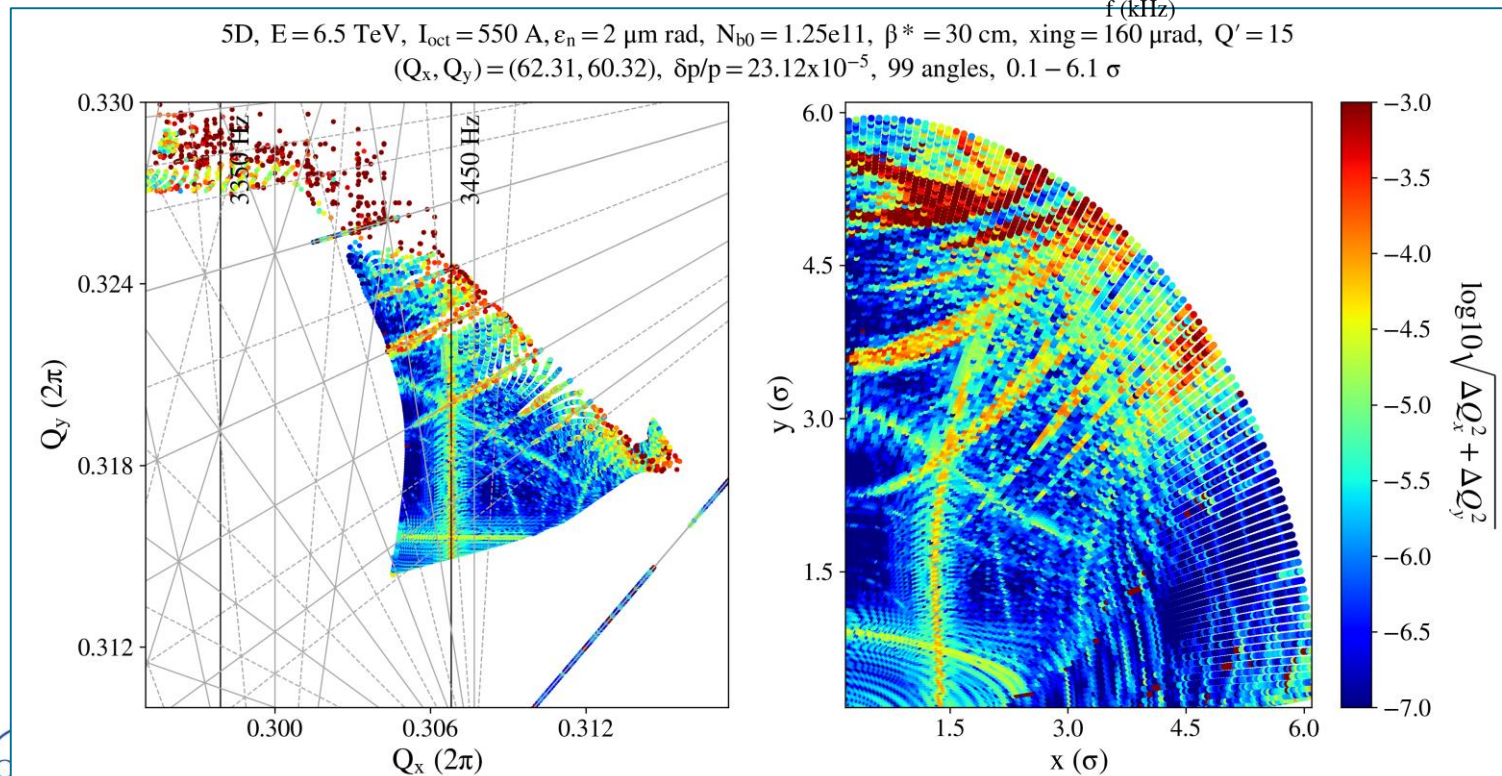 f (kHz)
5D, E = 6.5 TeV, I_oct = 550 A, ε_n = 2 μm rad, N_b0 = 1.25e11, β* = 30 cm, xing = 160 μrad, Q′ = 15
(Q_x, Q_y) = (62.31, 60.32), δp/p = 23.12x10⁻⁵, 99 angles, 0.1 − 6.1 σ
0.330
0.324
0.318
0.312
Q_y (2π)
3350 Hz
3450 Hz
0.300
0.306
0.312
Q_x (2π)
6.0
4.5
3.0
1.5
y (σ)
1.5
3.0
4.5
6.0
x (σ)
−3.0
−3.5
−4.0
−4.5
−5.0
−5.5
−6.0
−6.5
−7.0
log10√ΔQ_x² + ΔQ_y²